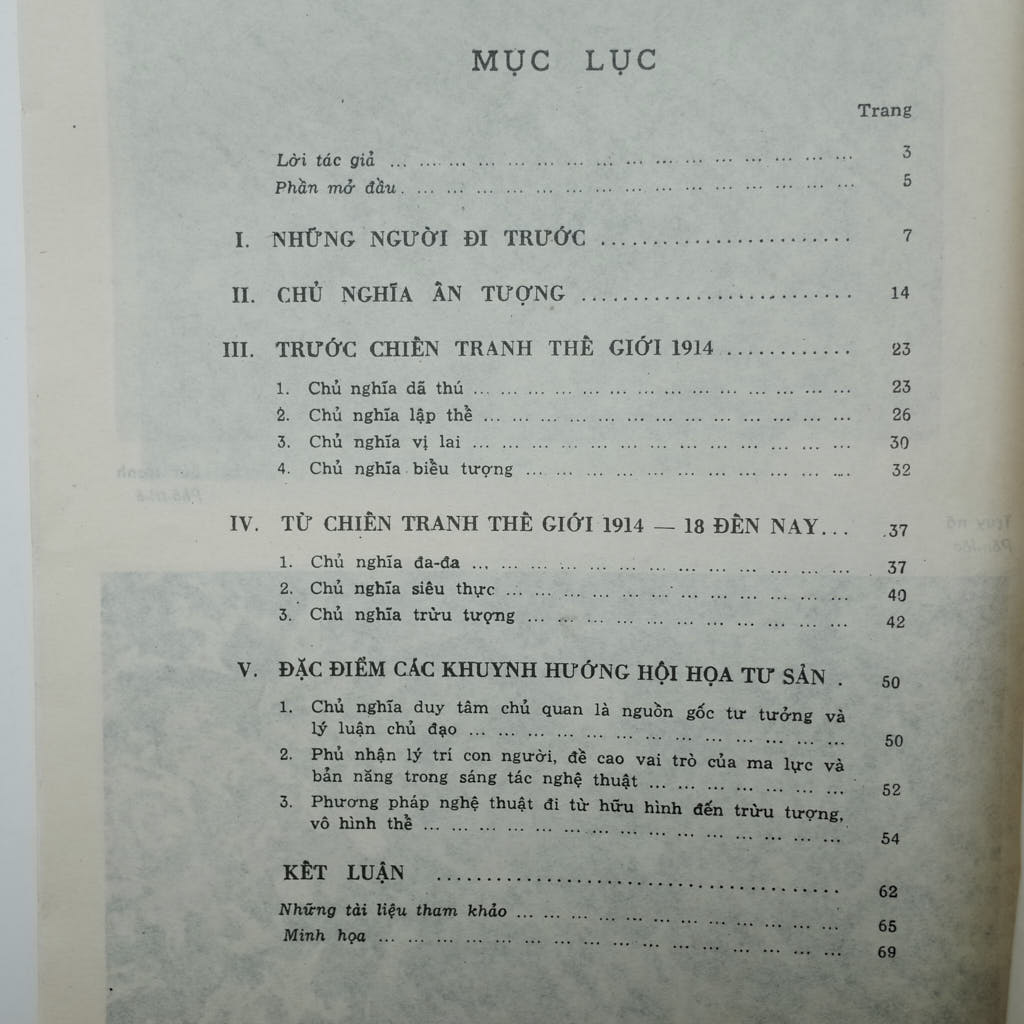 MỤC LỤC
Trang
Lời tác giả ... ... ... ... ... ... ... ... ... ... ... ... ... ... ... ... 3
Phần mở đầu. ... ... ... ... ... ... ... ... ... ... ... ... ... ... ... 5
I. NHỮNG NGƯỜI ĐI TRƯỚC ........................ 7
II. CHỦ NGHĨA ẤN TƯỢNG .......................... 14
III. TRƯỚC CHIẾN TRANH THẾ GIỚI 1914 ............ 23
1. Chủ nghĩa dã thú ... ... ... ... ... ... ... ... ... ... ... ... ... 23
2. Chủ nghĩa lập thể ... ... ... ... ... ... ... ... ... ... ... ... ... 26
3. Chủ nghĩa vị lai ... ... ... ... ... ... ... ... ... ... ... ... ... 30
4. Chủ nghĩa biểu tượng ... ... ... ... ... ... ... ... ... ... ... 32
IV. TỪ CHIẾN TRANH THẾ GIỚI 1914 — 18 ĐẾN NAY... 37
1. Chủ nghĩa đa-đa ... ... ... ... ... ... ... ... ... ... ... ... ... 37
2. Chủ nghĩa siêu thực ... ... ... ... ... ... ... ... ... ... ... ... 40
3. Chủ nghĩa trừu tượng ... ... ... ... ... ... ... ... ... ... ... 42
V. ĐẶC ĐIỂM CÁC KHUYNH HƯỚNG HỘI HỌA TƯ SẢN . 50
1. Chủ nghĩa duy tâm chủ quan là nguồn gốc tư tưởng và
lý luận chủ đạo ... ... ... ... ... ... ... ... ... ... ... ... ... 50
2. Phủ nhận lý trí con người, đề cao vai trò của ma lực và
bản năng trong sáng tác nghệ thuật ... ... ... ... ... ... ... 52
3. Phương pháp nghệ thuật đi từ hữu hình đến trừu tượng,
vô hình thể ... ... ... ... ... ... ... ... ... ... ... ... ... ... ... 54
KẾT LUẬN ....................................... 62
Những tài liệu tham khảo ... ... ... ... ... ... ... ... ... ... ... ... 65
Minh họa ... ... ... ... ... ... ... ... ... ... ... ... ... ... ... ... ... 69